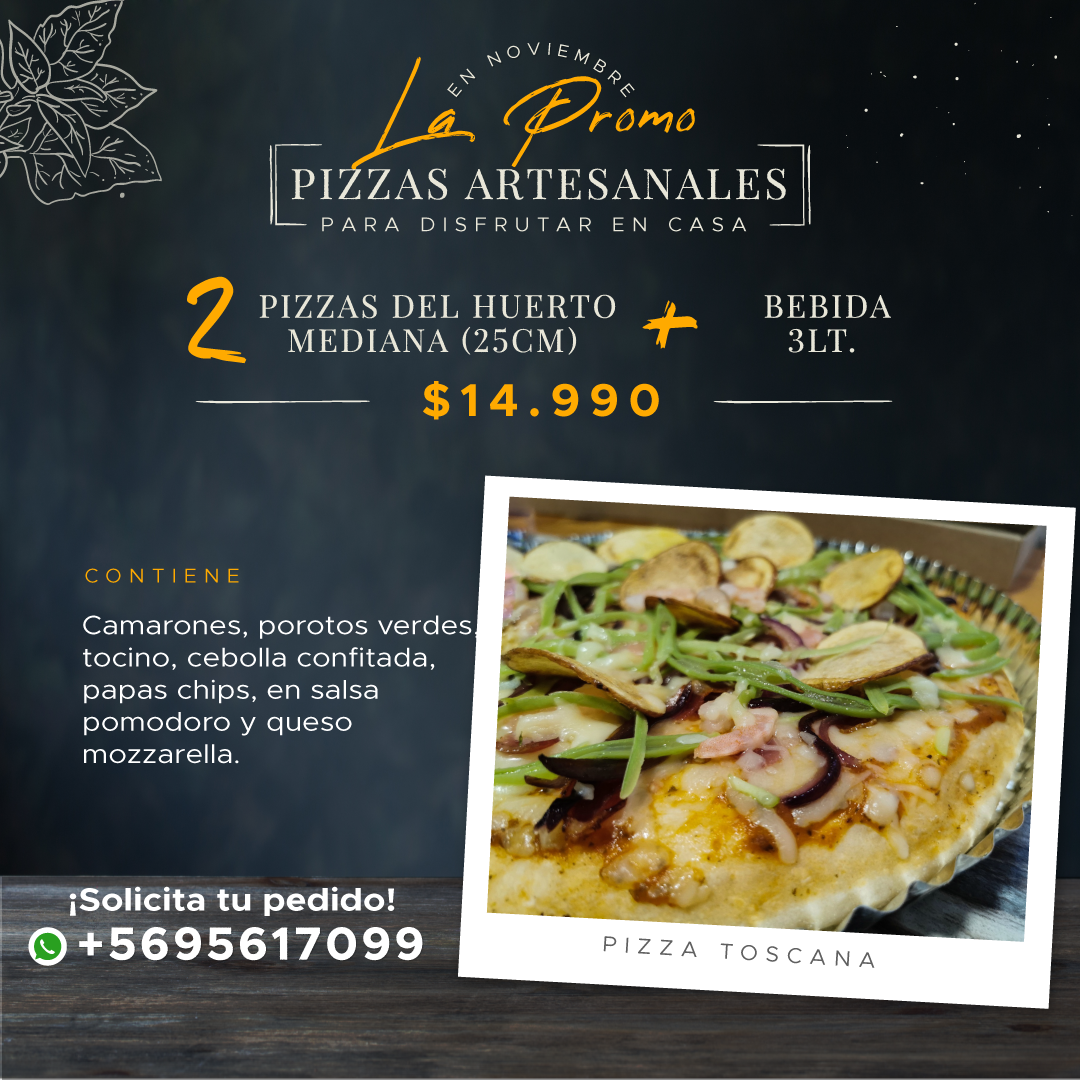 EN NOVIEMBRE
La Promo
PIZZAS ARTESANALES
PARA DISFRUTAR EN CASA
2 PIZZAS DEL HUERTO MEDIANA (25CM) + BEBIDA 3LT.
$14.990
CONTIENE
Camarones, porotos verdes,
tocino, cebolla confitada,
papas chips, en salsa
pomodoro y queso
mozzarella.
¡Solicita tu pedido!
+5695617099
PIZZA TOSCANA